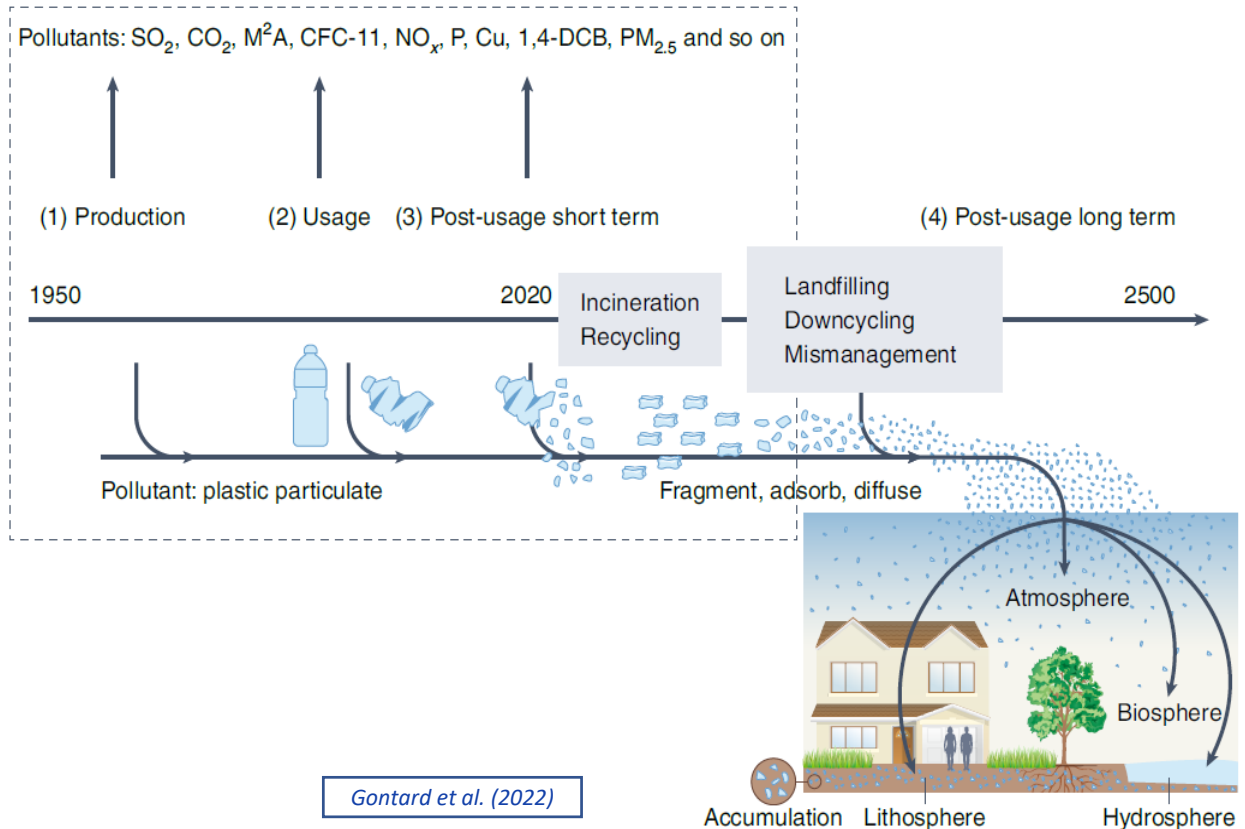 Pollutants: SO₂, CO₂, M²A, CFC-11, NOₓ, P, Cu, 1,4-DCB, PM₂.₅ and so on
(1) Production
(2) Usage
(3) Post-usage short term
(4) Post-usage long term
1950
2020
Incineration
Recycling
Landfilling
Downcycling
Mismanagement
2500
Pollutant: plastic particulate
Fragment, adsorb, diffuse
Atmosphere
Biosphere
Gontard et al. (2022)
Accumulation
Lithosphere
Hydrosphere